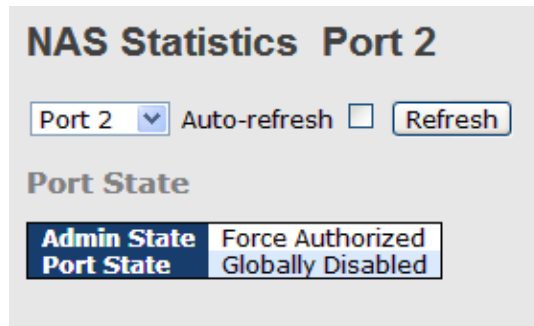 NAS Statistics Port 2
Port 2 Auto-refresh Refresh
Port State
Admin State Force Authorized
Port State Globally Disabled